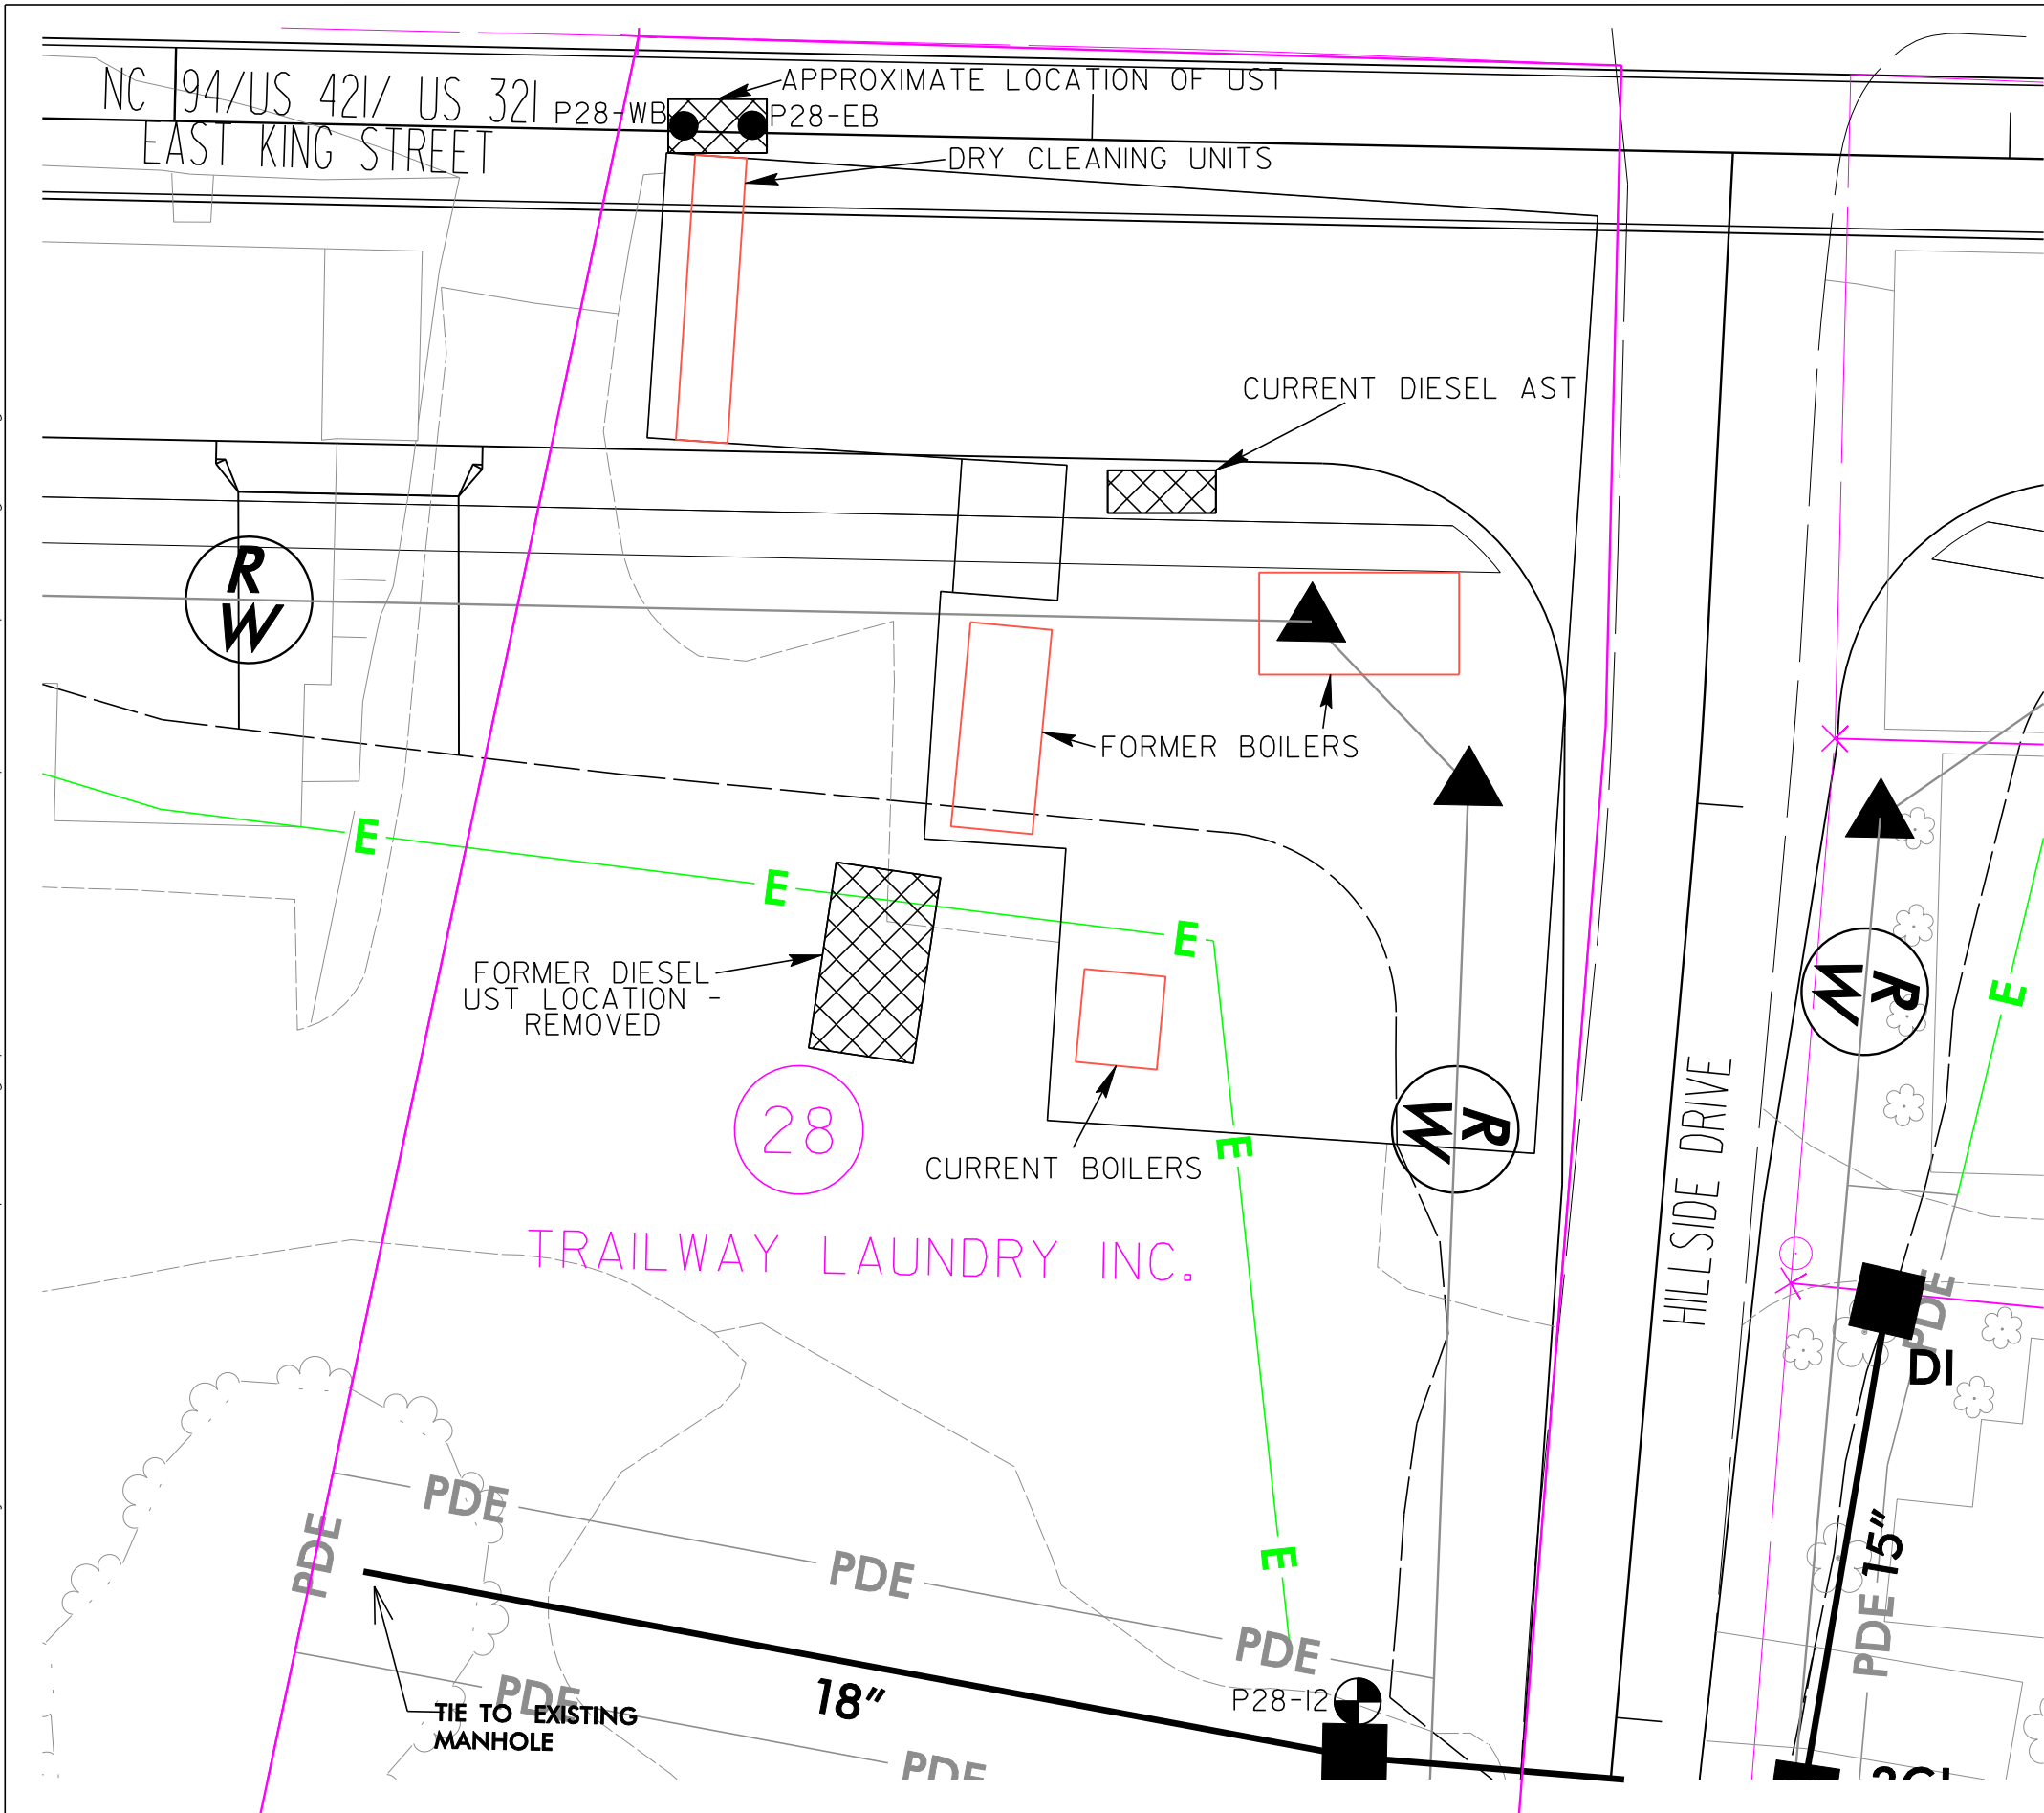 APPROXIMATE LOCATION OF UST
NC 94/US 421/ US 321
P28-WB
P28-EB
EAST KING STREET
DRY CLEANING UNITS
CURRENT DIESEL AST
R
W
FORMER BOILERS
E
E
E
FORMER DIESEL
UST LOCATION -
REMOVED
R
W
E
28
R
W
E
CURRENT BOILERS
HILLSIDE DRIVE
TRAILWAY LAUNDRY INC.
PDE
DI
PDE
PDE
PDE
E
15"
PDE
PDE
PDE
18"
P28-12
TIE TO EXISTING
MANHOLE
PDE